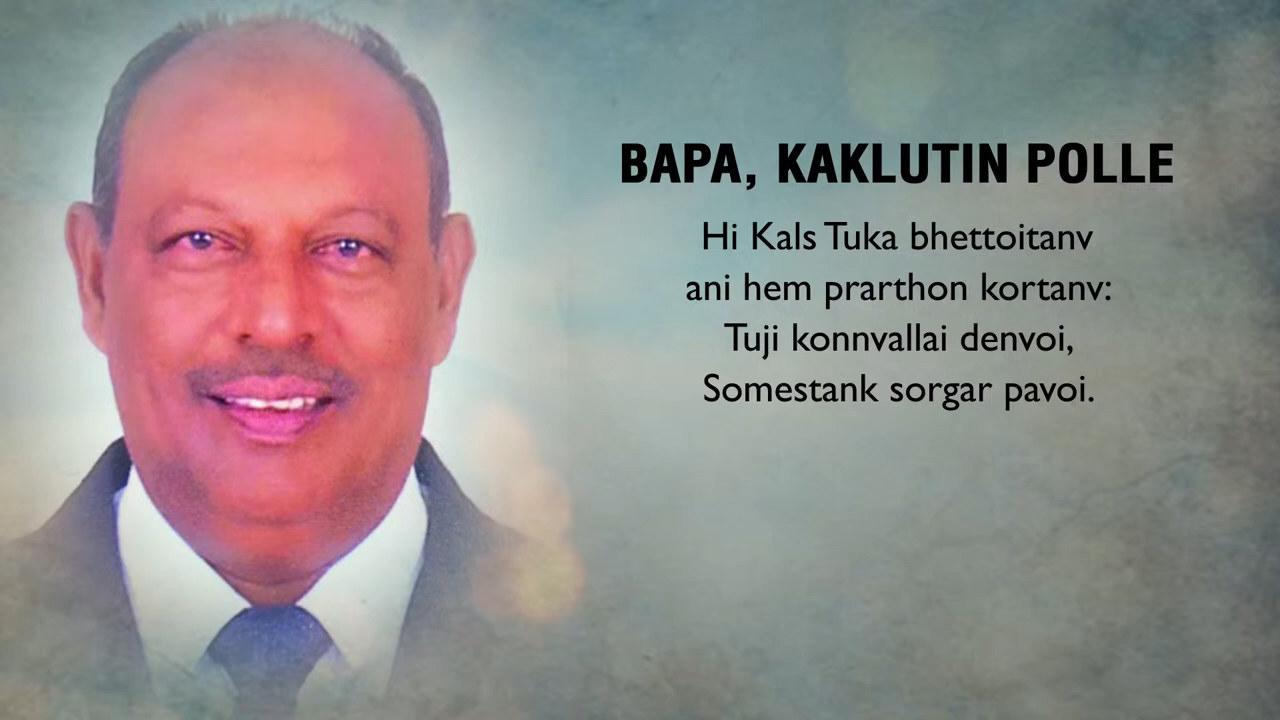 BAPA, KAKLUTIN POLLE
Hi Kals Tuka bhettoitanv
ani hem prarthon kortanv:
Tuji konnvallai denvoi,
Somestank sorgar pavoi.